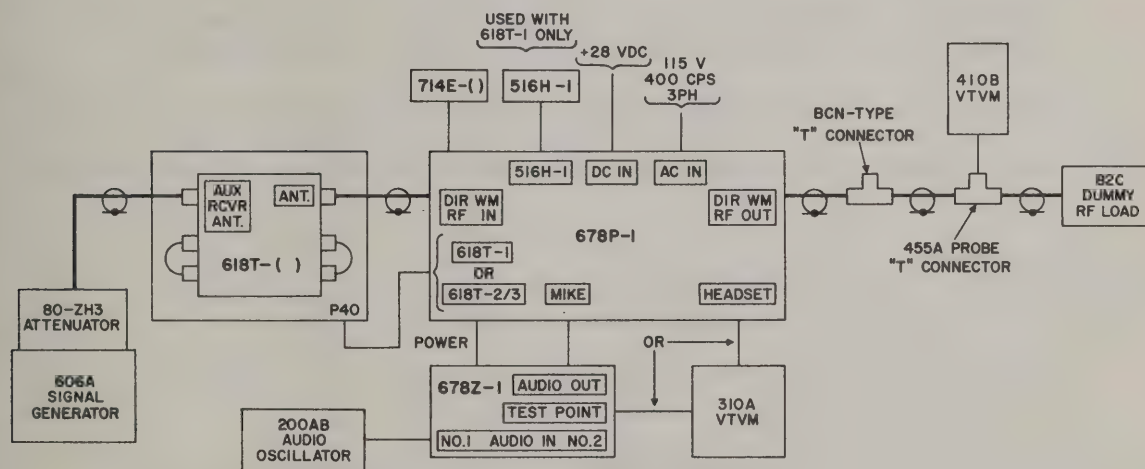 USED WITH
618T-1 ONLY
+28 VDC
115 V
400 CPS
3PH
714E-( )
516H-1
410B
VTVM
BCN-TYPE
"T" CONNECTOR
AUX
RCVR
ANT.
ANT.
618T-( )
P40
516H-1
DC IN
AC IN
DIR WM
RF IN
DIR WM
RF OUT
678P-1
618T-1
OR
618T-2/3
MIKE
HEADSET
B2C
DUMMY
RF LOAD
455A PROBE
"T" CONNECTOR
80-ZH3
ATTENUATOR
606A
SIGNAL
GENERATOR
POWER
OR
678Z-1
AUDIO OUT
TEST POINT
NO.1 AUDIO IN NO.2
310A
VTVM
200AB
AUDIO
OSCILLATOR